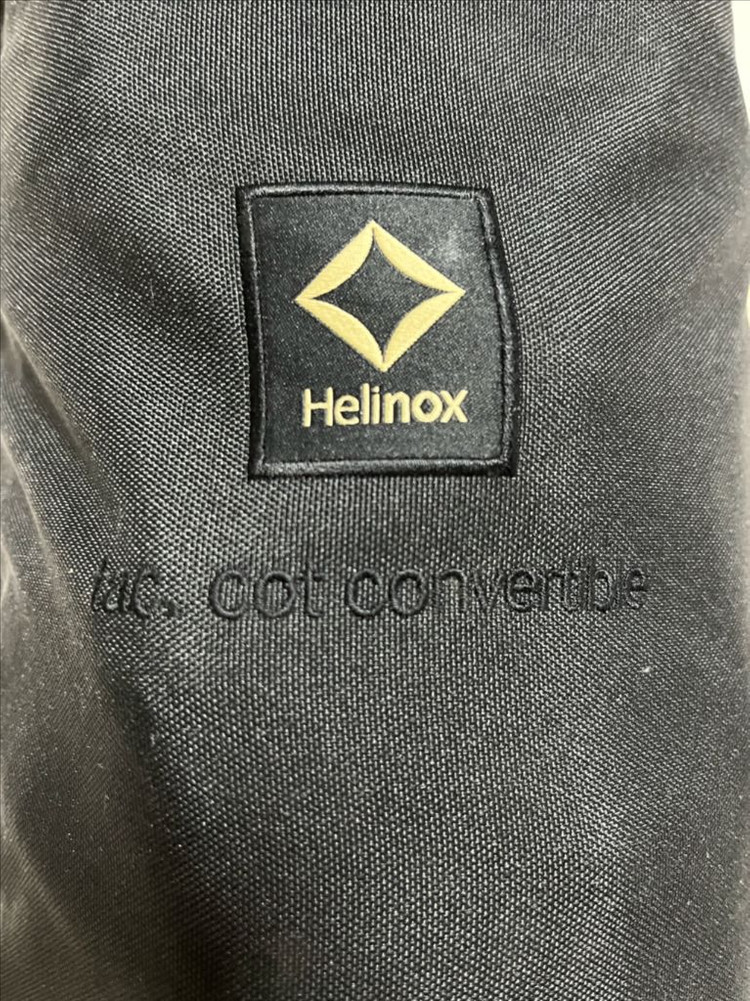 Helinox
tac. cot convertible